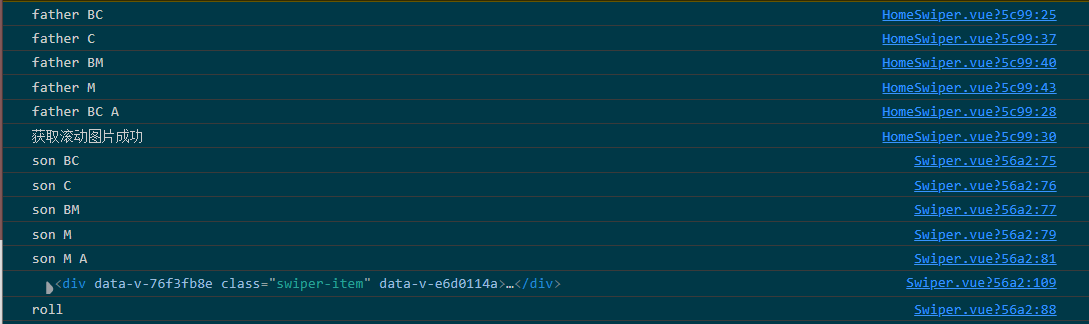 father BC HomeSwiper.vue?5c99:25
father C HomeSwiper.vue?5c99:37
father BM HomeSwiper.vue?5c99:40
father M HomeSwiper.vue?5c99:43
father BC A HomeSwiper.vue?5c99:28
获取滚动图片成功 HomeSwiper.vue?5c99:30
son BC Swiper.vue?56a2:75
son C Swiper.vue?56a2:76
son BM Swiper.vue?56a2:77
son M Swiper.vue?56a2:79
son M A Swiper.vue?56a2:81
<div data-v-76f3fb8e class="swiper-item" data-v-e6d0114a>…</div> Swiper.vue?56a2:109
roll Swiper.vue?56a2:88